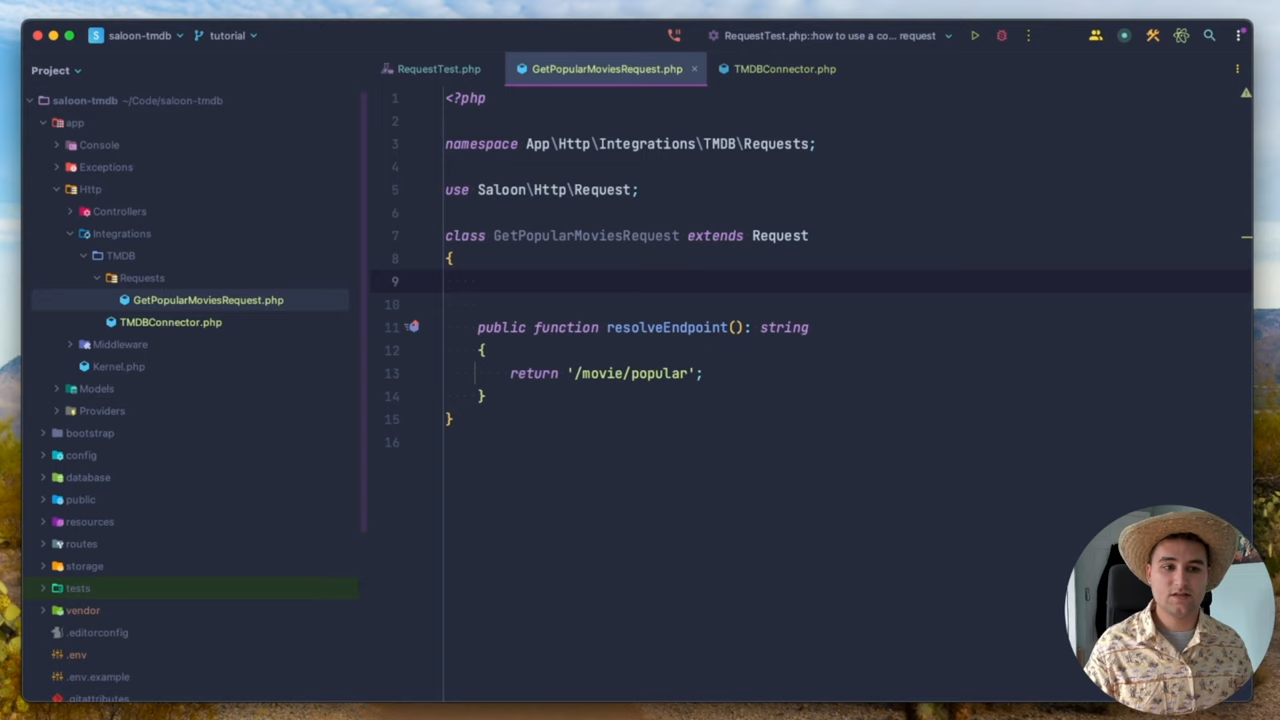 saloon-tmdb
tutorial
RequestTest.php::how to use a co... request
Project
RequestTest.php
GetPopularMoviesRequest.php
TMDBConnector.php
saloon-tmdb ~/Code/saloon-tmdb
app
Console
Exceptions
Http
Controllers
Integrations
TMDB
Requests
GetPopularMoviesRequest.php
TMDBConnector.php
Middleware
Kernel.php
Models
Providers
bootstrap
config
database
public
resources
routes
storage
tests
vendor
.editorconfig
.env
.env.example
.gitattributes
1 <?php
2
3 namespace App\Http\Integrations\TMDB\Requests;
4
5 use Saloon\Http\Request;
6
7 class GetPopularMoviesRequest extends Request
8 {
9
10
11 public function resolveEndpoint(): string
12 {
13 return '/movie/popular';
14 }
15 }
16